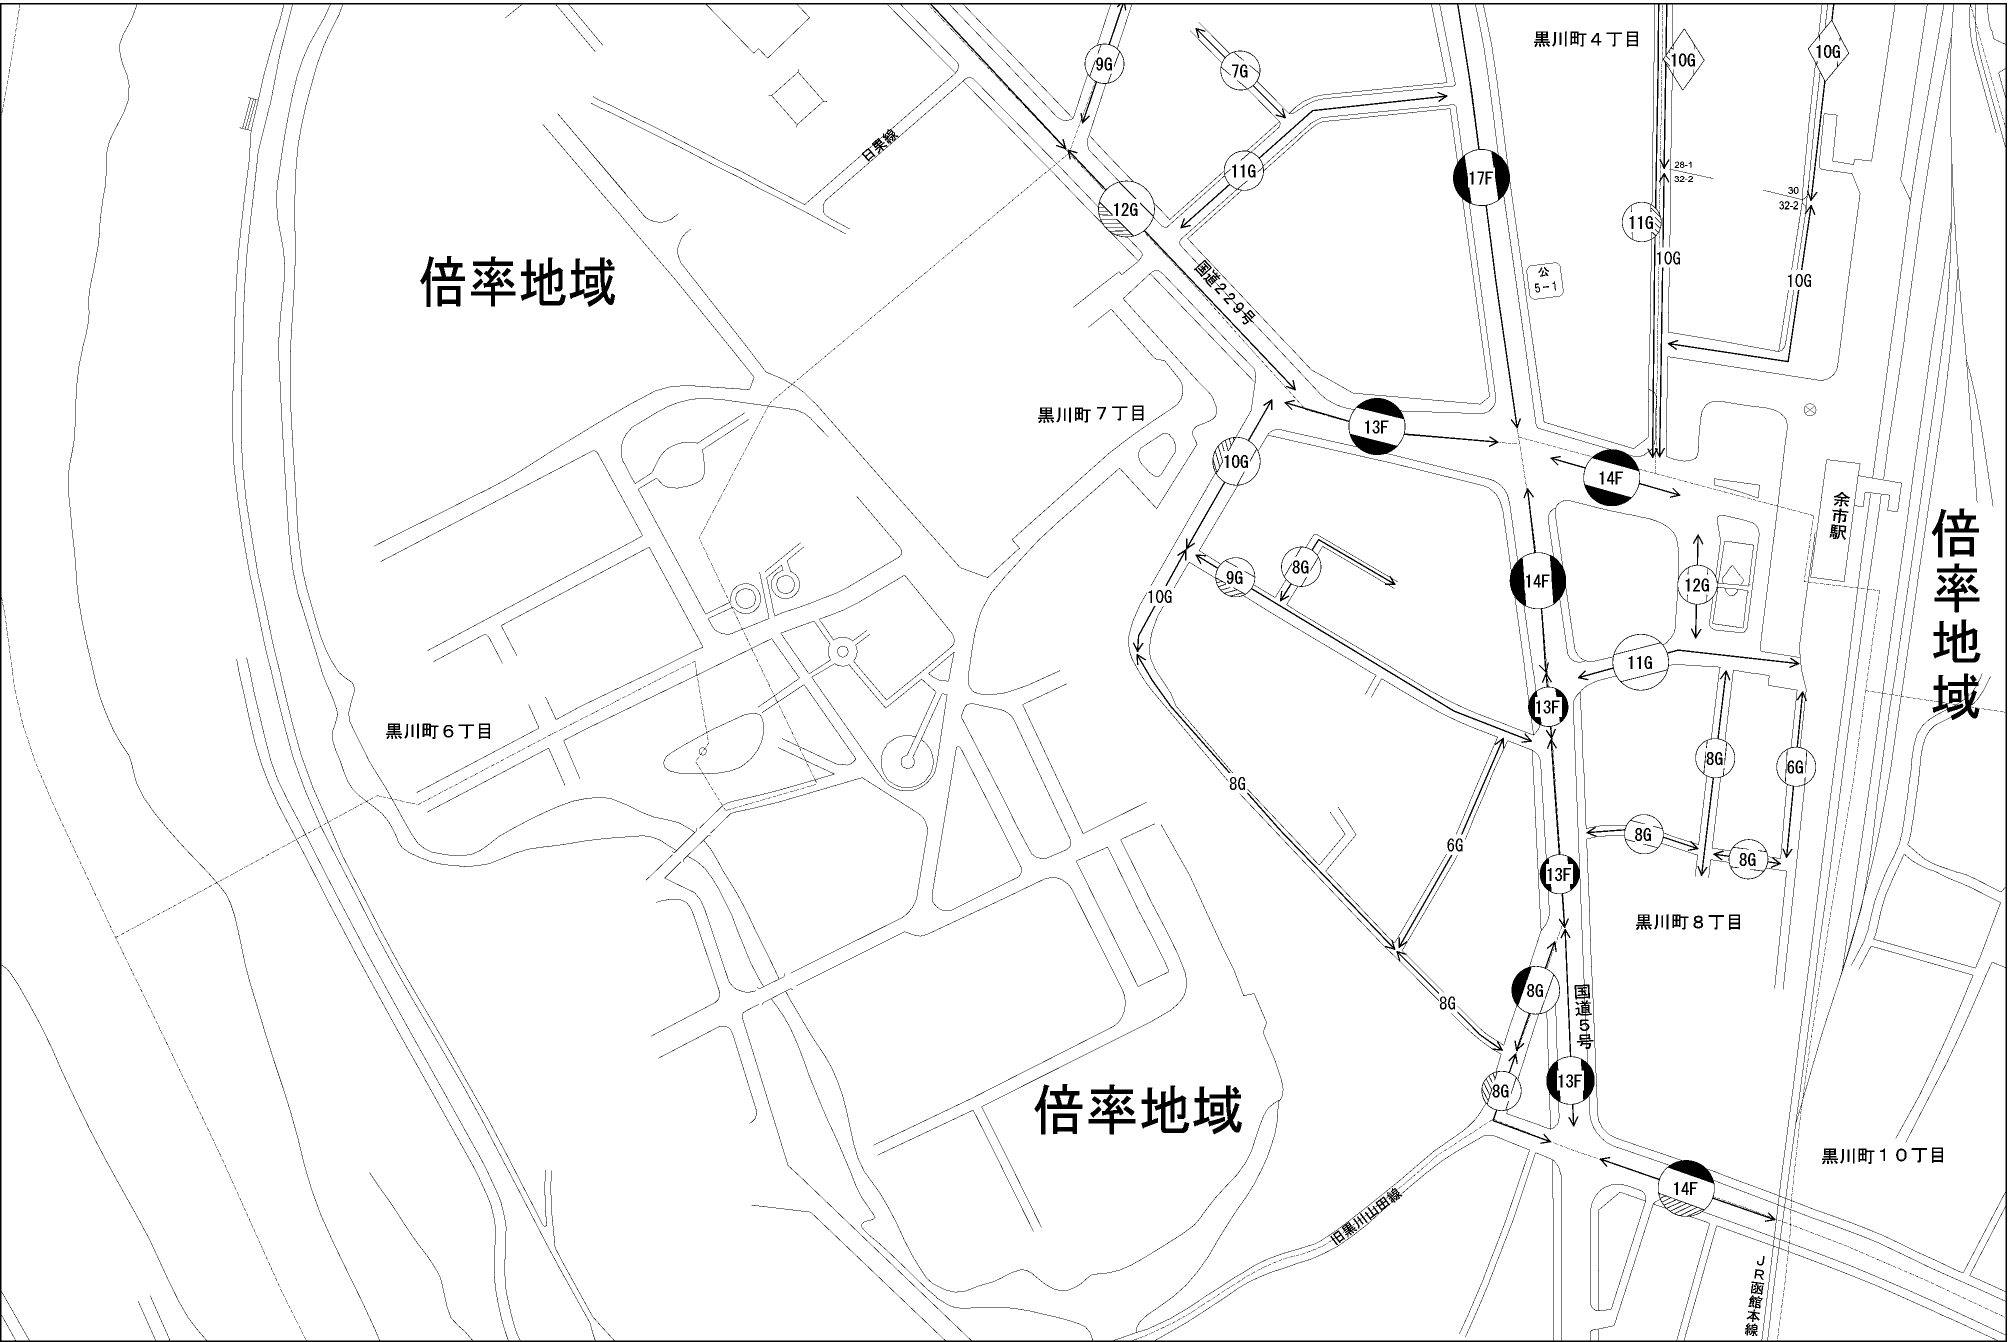 黒川町４丁目
10G
10G
9G
7G
日果線
11G
17F
28-1
32-2
30
32-2
12G
11G
10G
10G
倍率地域
国道２２９号
公
5-1
黒川町７丁目
13F
10G
14F
余市駅
倍率地域
9G
8G
14F
12G
10G
11G
黒川町６丁目
13F
8G
6G
8G
6G
8G
8G
13F
黒川町８丁目
8G
8G
国道５号
13F
8G
倍率地域
黒川町１０丁目
14F
旧黒川山田線
ＪＲ函館本線